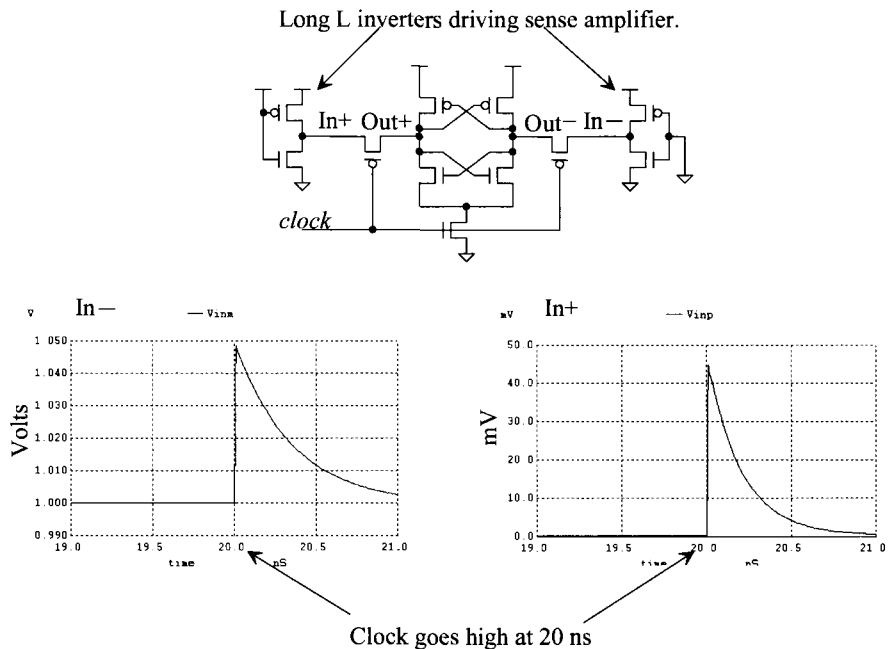 Long L inverters driving sense amplifier.
In+ Out+ Out− In−
clock
V In− — Vinm
mV In+ — Vinp
Volts
1.050
1.040
1.030
1.020
1.010
1.000
0.990
19.0 19.5 20.0 20.5 21.0
time nS
mV
50.0
40.0
30.0
20.0
10.0
0.0
19.0 19.5 20.0 20.5 21.0
time nS
Clock goes high at 20 ns